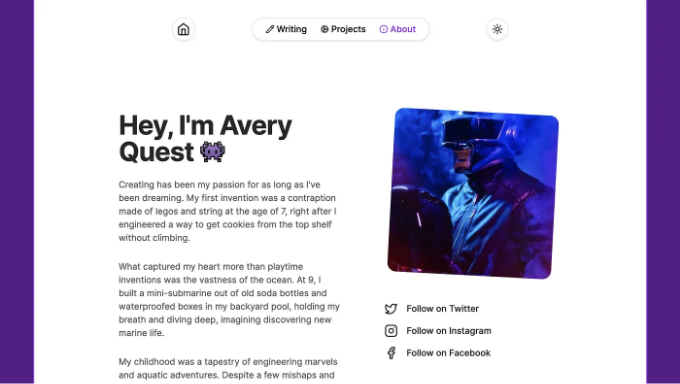 Writing Projects About
Hey, I'm Avery
Quest
Creating has been my passion for as long as I've
been dreaming. My first invention was a contraption
made of legos and string at the age of 7, right after I
engineered a way to get cookies from the top shelf
without climbing.
What captured my heart more than playtime
inventions was the vastness of the ocean. At 9, I
built a mini-submarine out of old soda bottles and
waterproofed boxes in my backyard pool, holding my
breath and diving deep, imagining discovering new
marine life.
My childhood was a tapestry of engineering marvels
and aquatic adventures. Despite a few mishaps and
Follow on Twitter
Follow on Instagram
Follow on Facebook